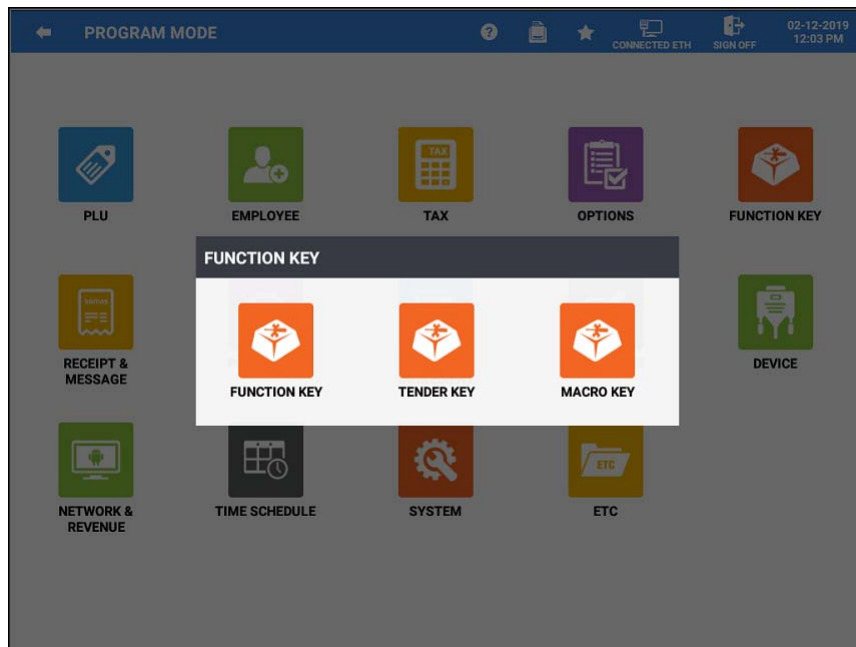 PROGRAM MODE
?
CONNECTED ETH
SIGN OFF
02-12-2019
12:03 PM
TAX
PLU
EMPLOYEE
TAX
OPTIONS
FUNCTION KEY
FUNCTION KEY
RECEIPT &
MESSAGE
FUNCTION KEY
TENDER KEY
MACRO KEY
DEVICE
ETC
NETWORK &
REVENUE
TIME SCHEDULE
SYSTEM
ETC